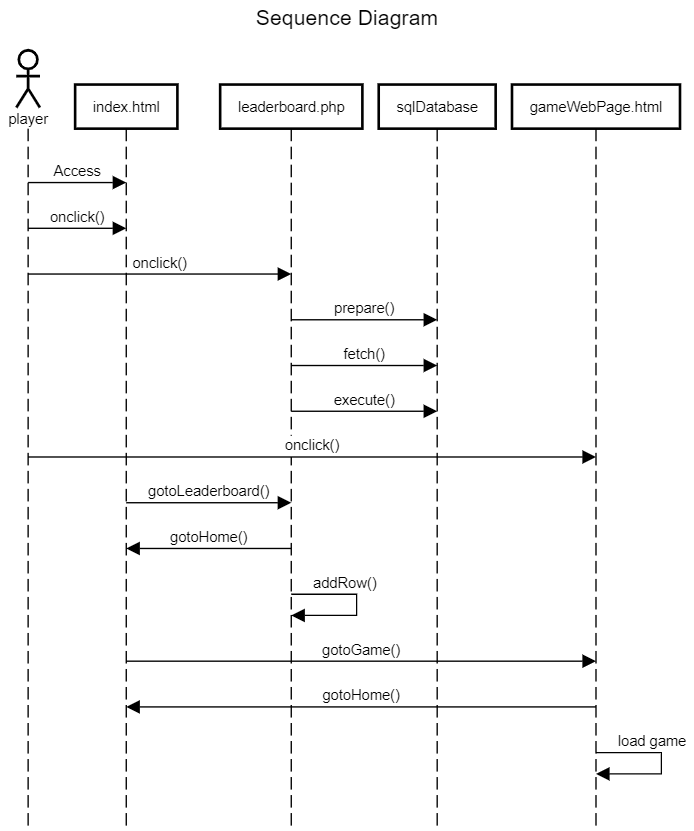 Sequence Diagram
player
index.html
leaderboard.php
sqlDatabase
gameWebPage.html
Access
onclick()
onclick()
prepare()
fetch()
execute()
onclick()
gotoLeaderboard()
gotoHome()
addRow()
gotoGame()
gotoHome()
load game